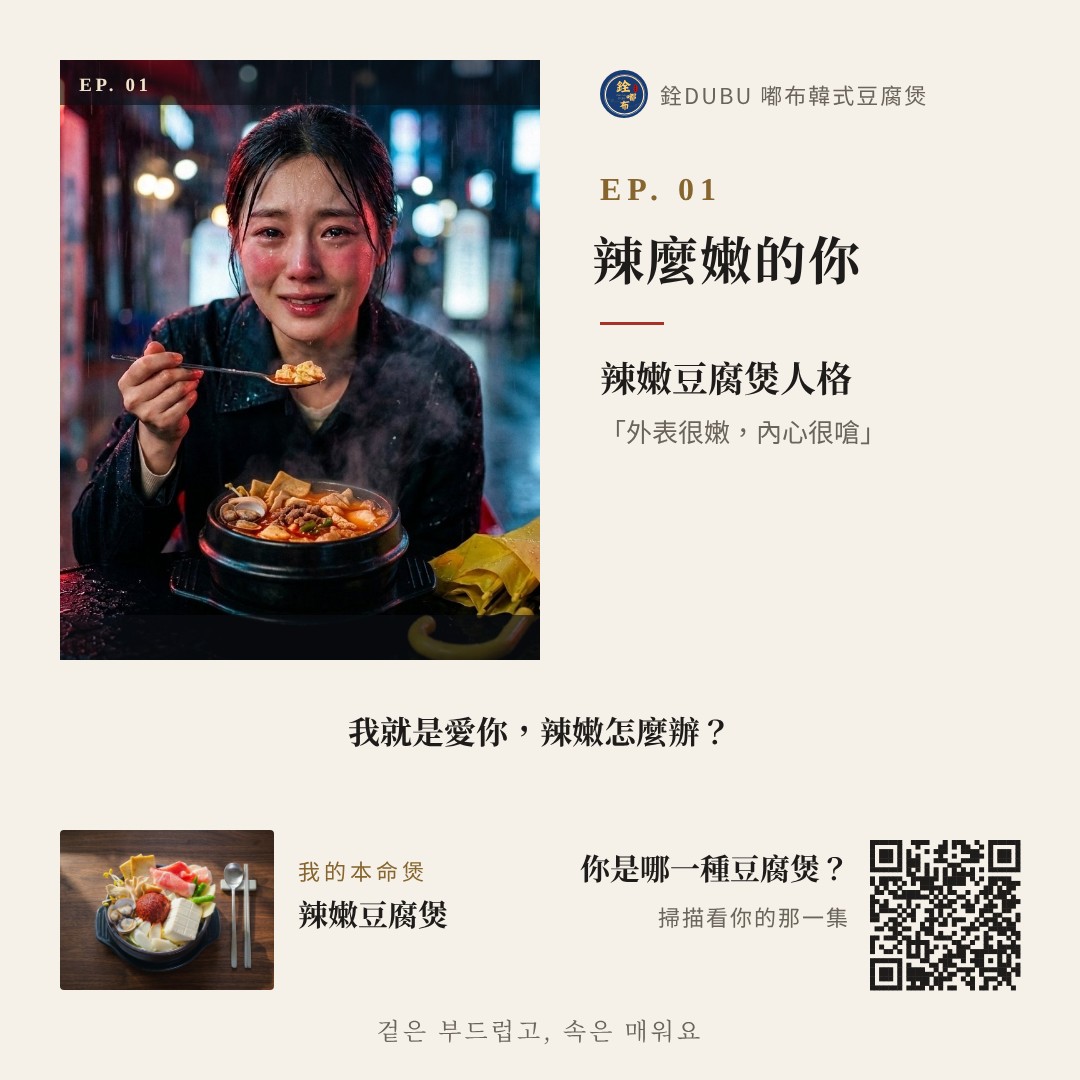 EP. 01
銓DUBU 嘟布韓式豆腐煲
EP. 01
辣麼嫩的你
辣嫩豆腐煲人格
「外表很嫩，內心很嗆」
我就是愛你，辣嫩怎麼辦？
我的本命煲
辣嫩豆腐煲
你是哪一種豆腐煲？
掃描看你的那一集
겉은 부드럽고, 속은 매워요